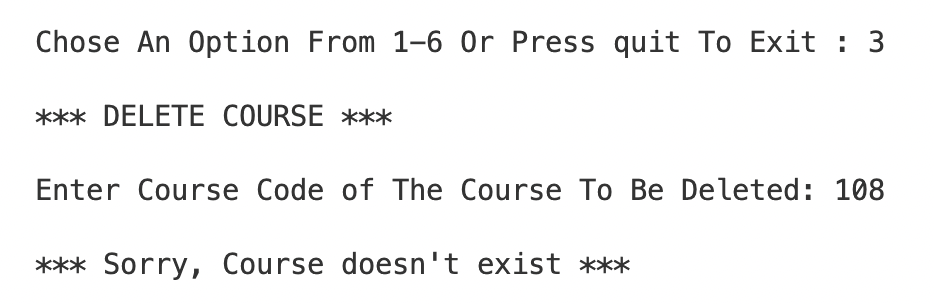 Chose An Option From 1-6 Or Press quit To Exit : 3
*** DELETE COURSE ***
Enter Course Code of The Course To Be Deleted: 108
*** Sorry, Course doesn't exist ***